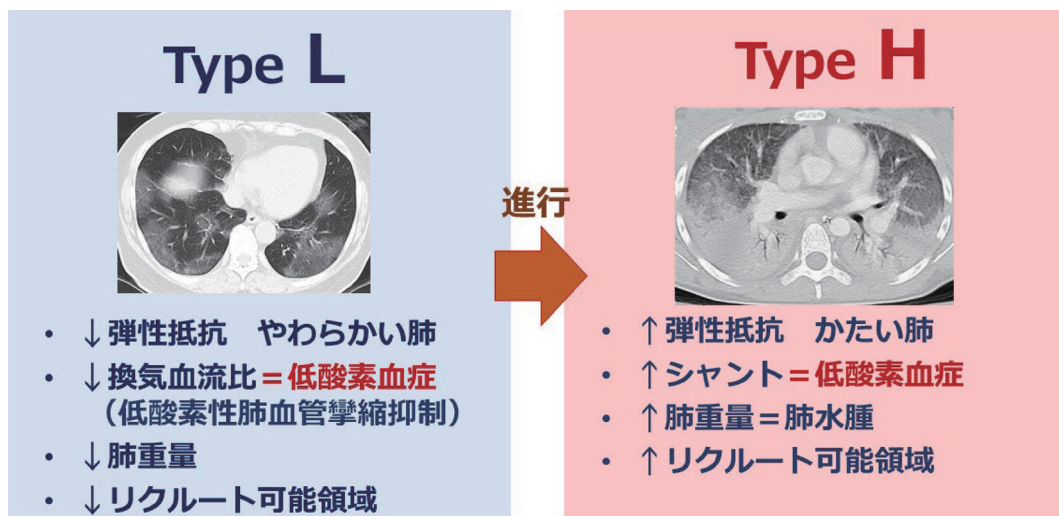 Type L
・ ↓弾性抵抗　やわらかい肺
・ ↓換気血流比＝低酸素血症
（低酸素性肺血管攣縮抑制）
・ ↓肺重量
・ ↓リクルート可能領域
進行
Type H
・ ↑弾性抵抗　かたい肺
・ ↑シャント＝低酸素血症
・ ↑肺重量＝肺水腫
・ ↑リクルート可能領域